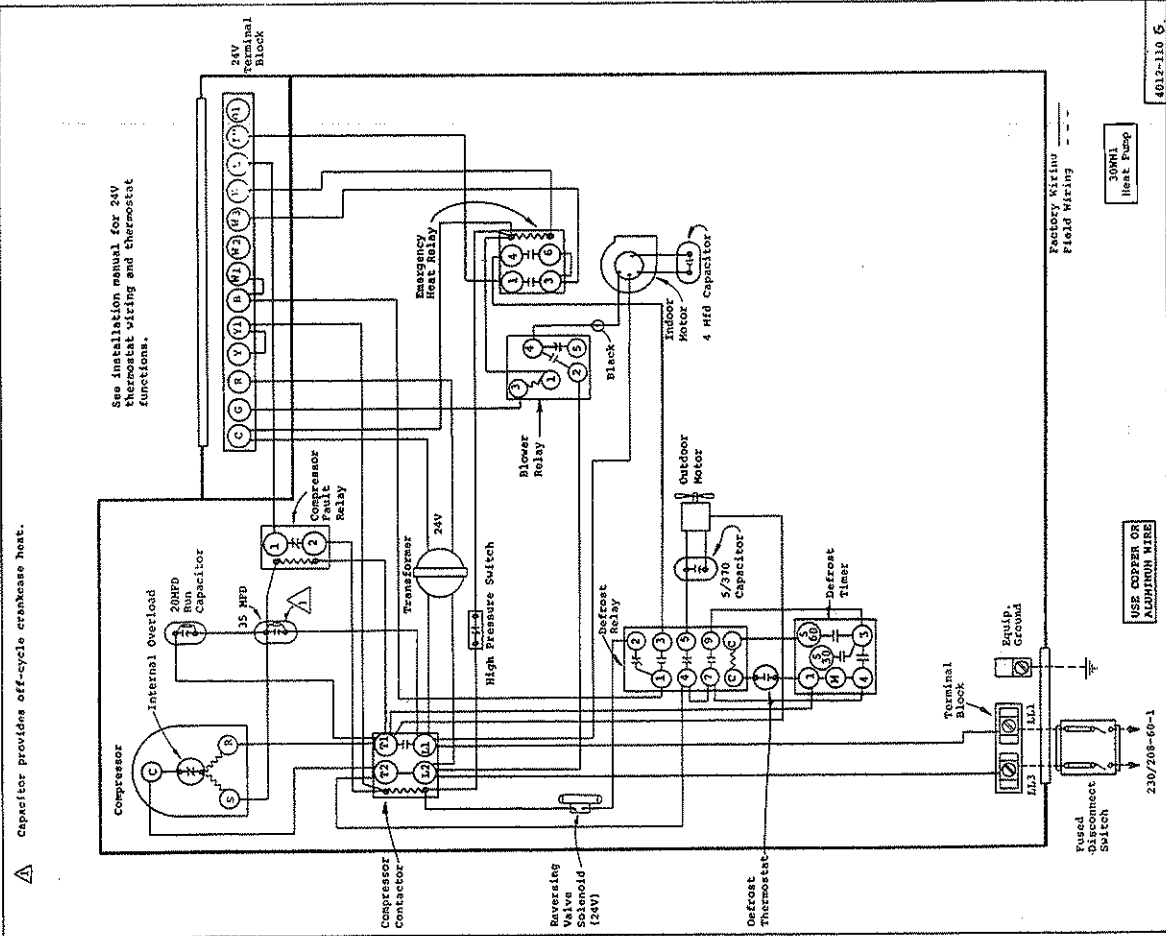 Capacitor provides off-cycle crankcase heat.
See installation manual for 24V
thermostat wiring and thermostat
functions.
24V
Terminal
Block
C
G
R
Y
Y1
B
W1
W2
W3
L
Compressor
Internal Overload
C
S
R
20MFD
Run
Capacitor
35 MFD
1
Compressor
Fault
Relay
1
2
Transformer
24V
High Pressure Switch
Compressor
Contactor
T2
T1
L2
L1
Emergency
Heat Relay
1
4
3
6
Blower
Relay
3
1
4
2
5
Black
Indoor
Motor
4 Mfd Capacitor
Outdoor
Motor
5/370
Capacitor
Defrost
Relay
1
2
3
4
5
7
9
C
C
Defrost
Timer
1
S
30
S
60
M
4
3
Reversing
Valve
Solenoid
(24V)
Defrost
Thermostat
Terminal
Block
LL3
LL1
Equip.
Ground
Fused
Disconnect
Switch
230/208-60-1
USE COPPER OR
ALUMINUM WIRE
Factory Wiring
Field Wiring
30WH1
Heat Pump
4012-110 G